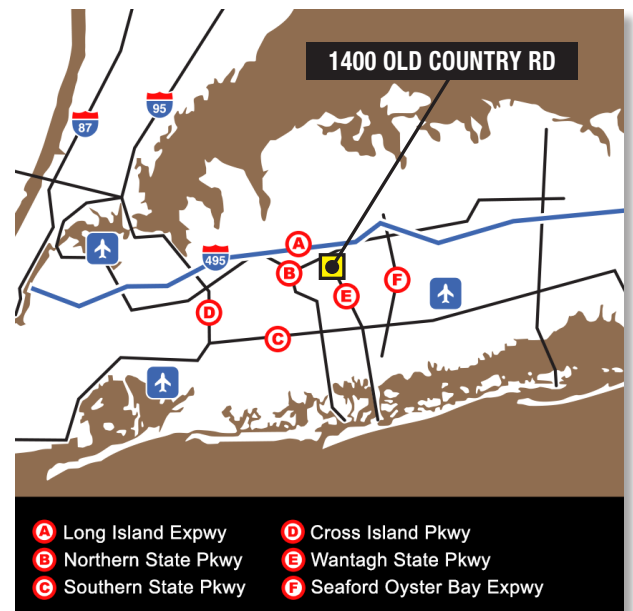 1400 OLD COUNTRY RD
95
87
495
A
B
E
F
D
C
A Long Island Expwy
B Northern State Pkwy
C Southern State Pkwy
D Cross Island Pkwy
E Wantagh State Pkwy
F Seaford Oyster Bay Expwy